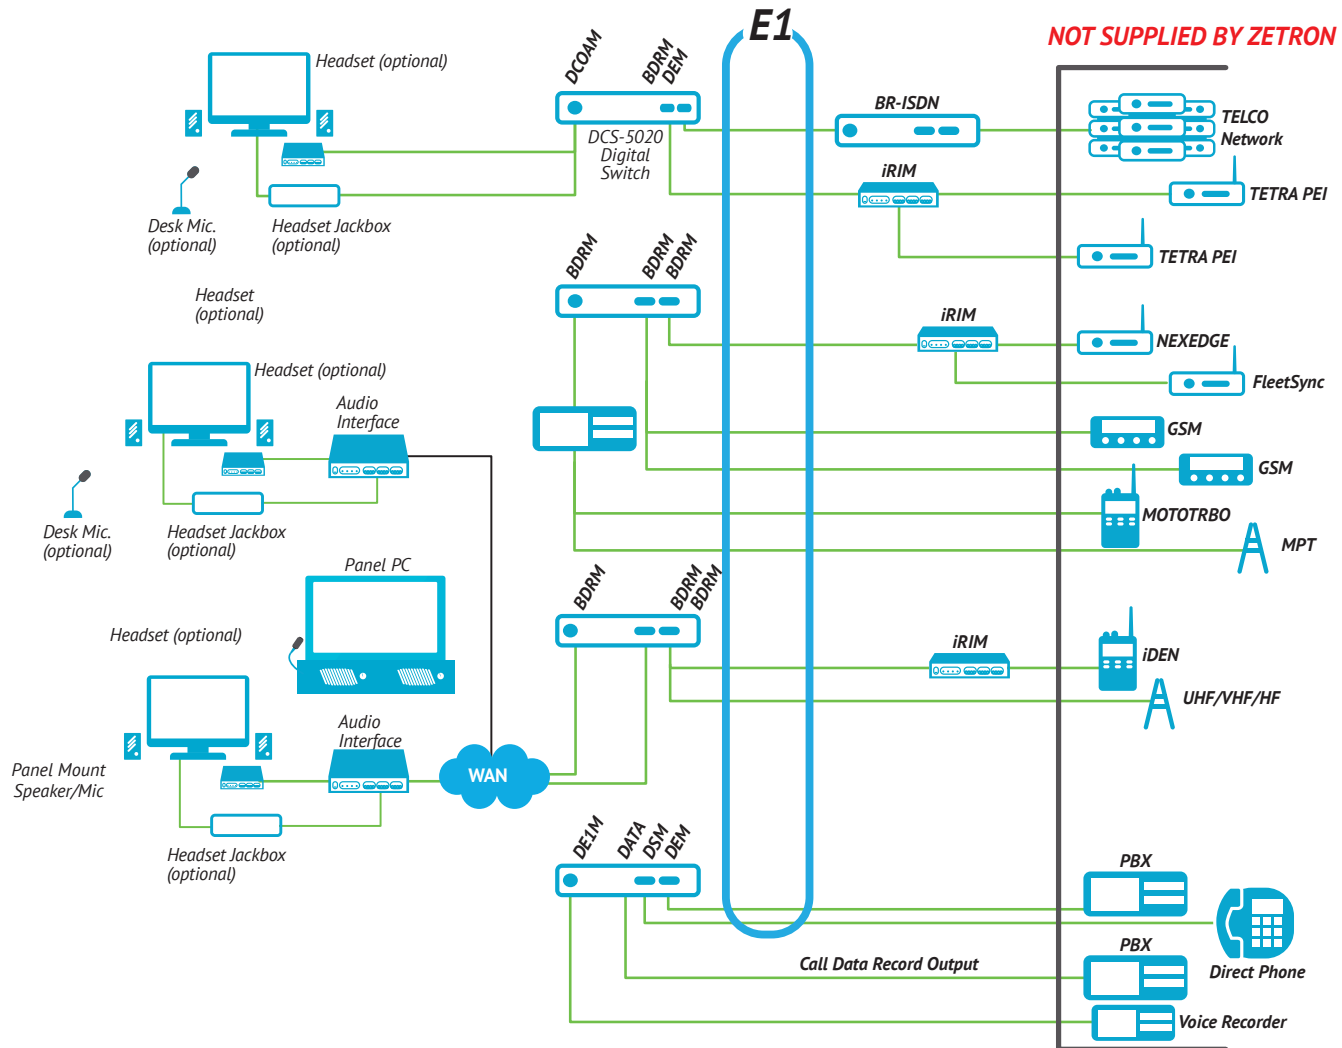 E1
NOT SUPPLIED BY ZETRON
Headset (optional)
DCOAM
BDRM
DEM
DCS-5020
Digital
Switch
BR-ISDN
TELCO
Network
iRIM
TETRA PEI
TETRA PEI
Desk Mic.
(optional)
Headset Jackbox
(optional)
Headset
(optional)
BDRM
BDRM
BDRM
iRIM
NEXEDGE
FleetSync
Headset (optional)
Audio
Interface
GSM
GSM
Desk Mic.
(optional)
Headset Jackbox
(optional)
MOTOTRBO
MPT
Panel PC
BDRM
BDRM
BDRM
Headset (optional)
iRIM
iDEN
UHF/VHF/HF
Audio
Interface
Panel Mount
Speaker/Mic
WAN
Headset Jackbox
(optional)
DE1M
DATA
DSM
DEM
PBX
Direct Phone
Call Data Record Output
PBX
Voice Recorder